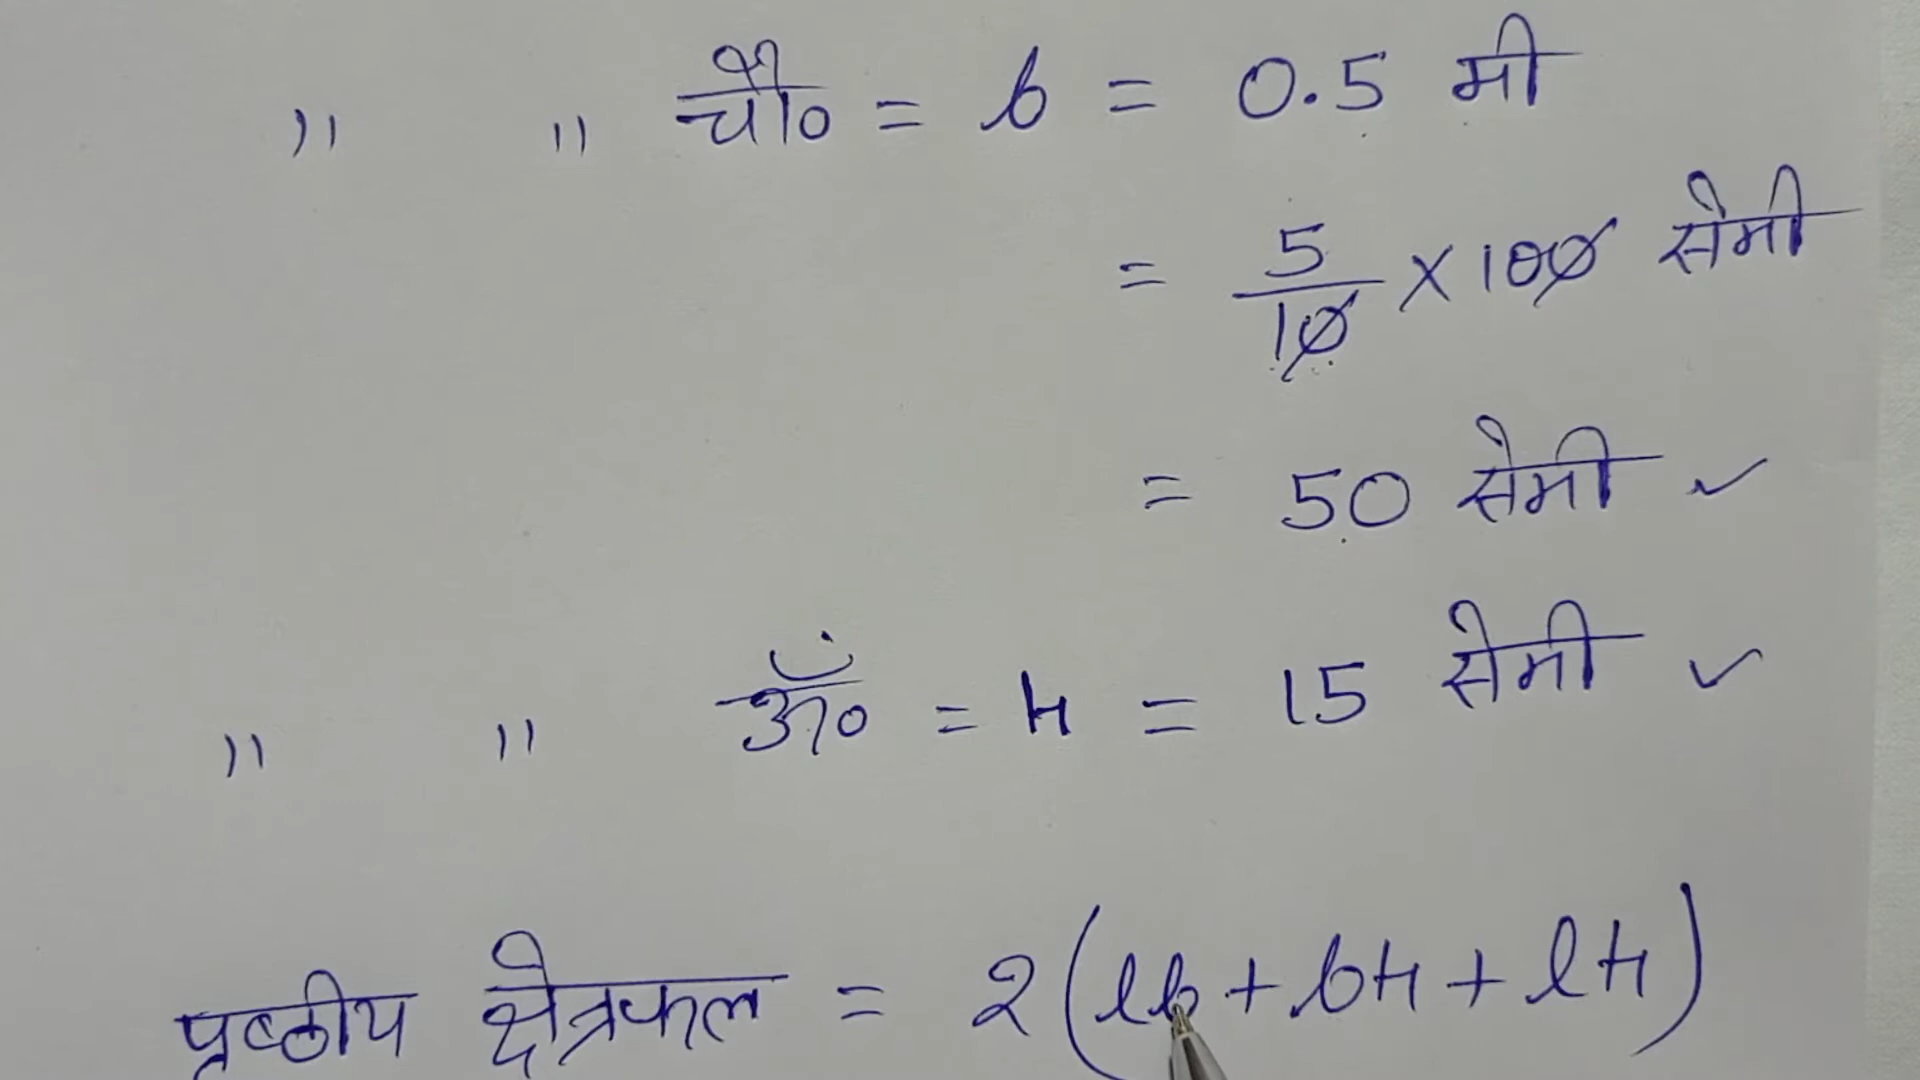 " " चौ० = b = 0.5 मी
= 5/10 × 100 सेमी
= 50 सेमी ✓
" " ऊँ० = H = 15 सेमी ✓
पृष्ठीय क्षेत्रफल = 2(lb + bH + lH)